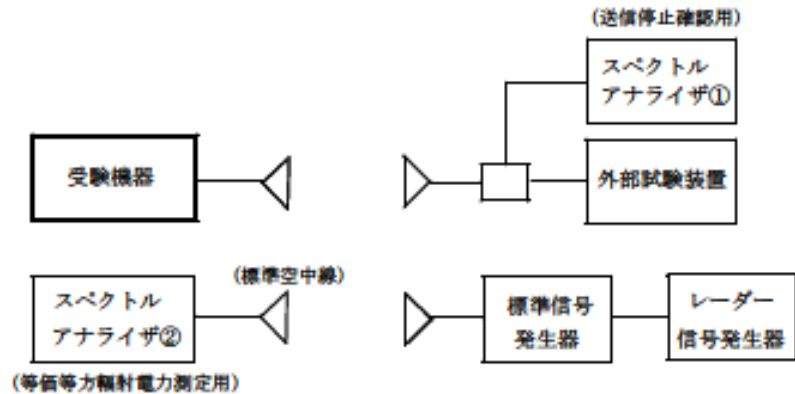 (送信停止確認用)
スペクトル
アナライザ①
受験機器
外部試験装置
スペクトル
アナライザ②
(標準空中線)
標準信号
発生器
レーダー
信号発生器
(等価等方輻射電力測定用)